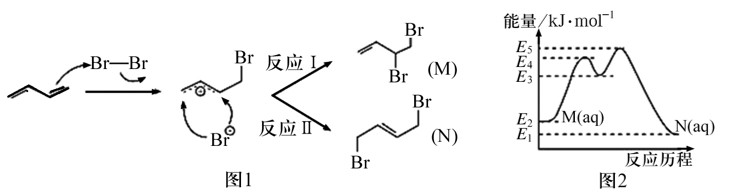 Br—Br
Br
Br
反应Ⅰ
反应Ⅱ
Br
Br
(M)
Br
Br
(N)
图1
能量/kJ·mol⁻¹
E₅
E₄
E₃
E₂
E₁
M(aq)
N(aq)
反应历程
图2